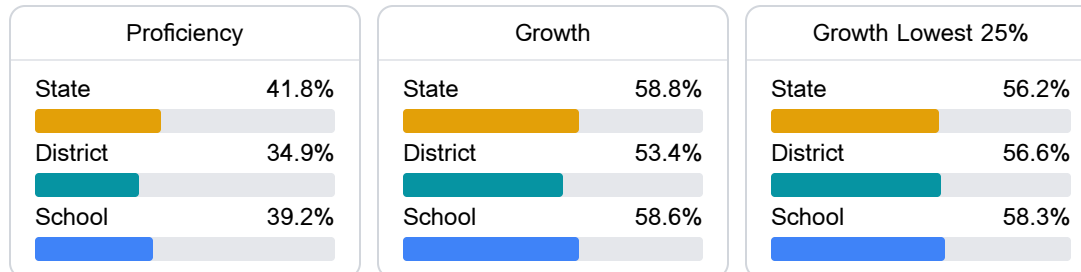 Proficiency
State 41.8%
District 34.9%
School 39.2%
Growth
State 58.8%
District 53.4%
School 58.6%
Growth Lowest 25%
State 56.2%
District 56.6%
School 58.3%